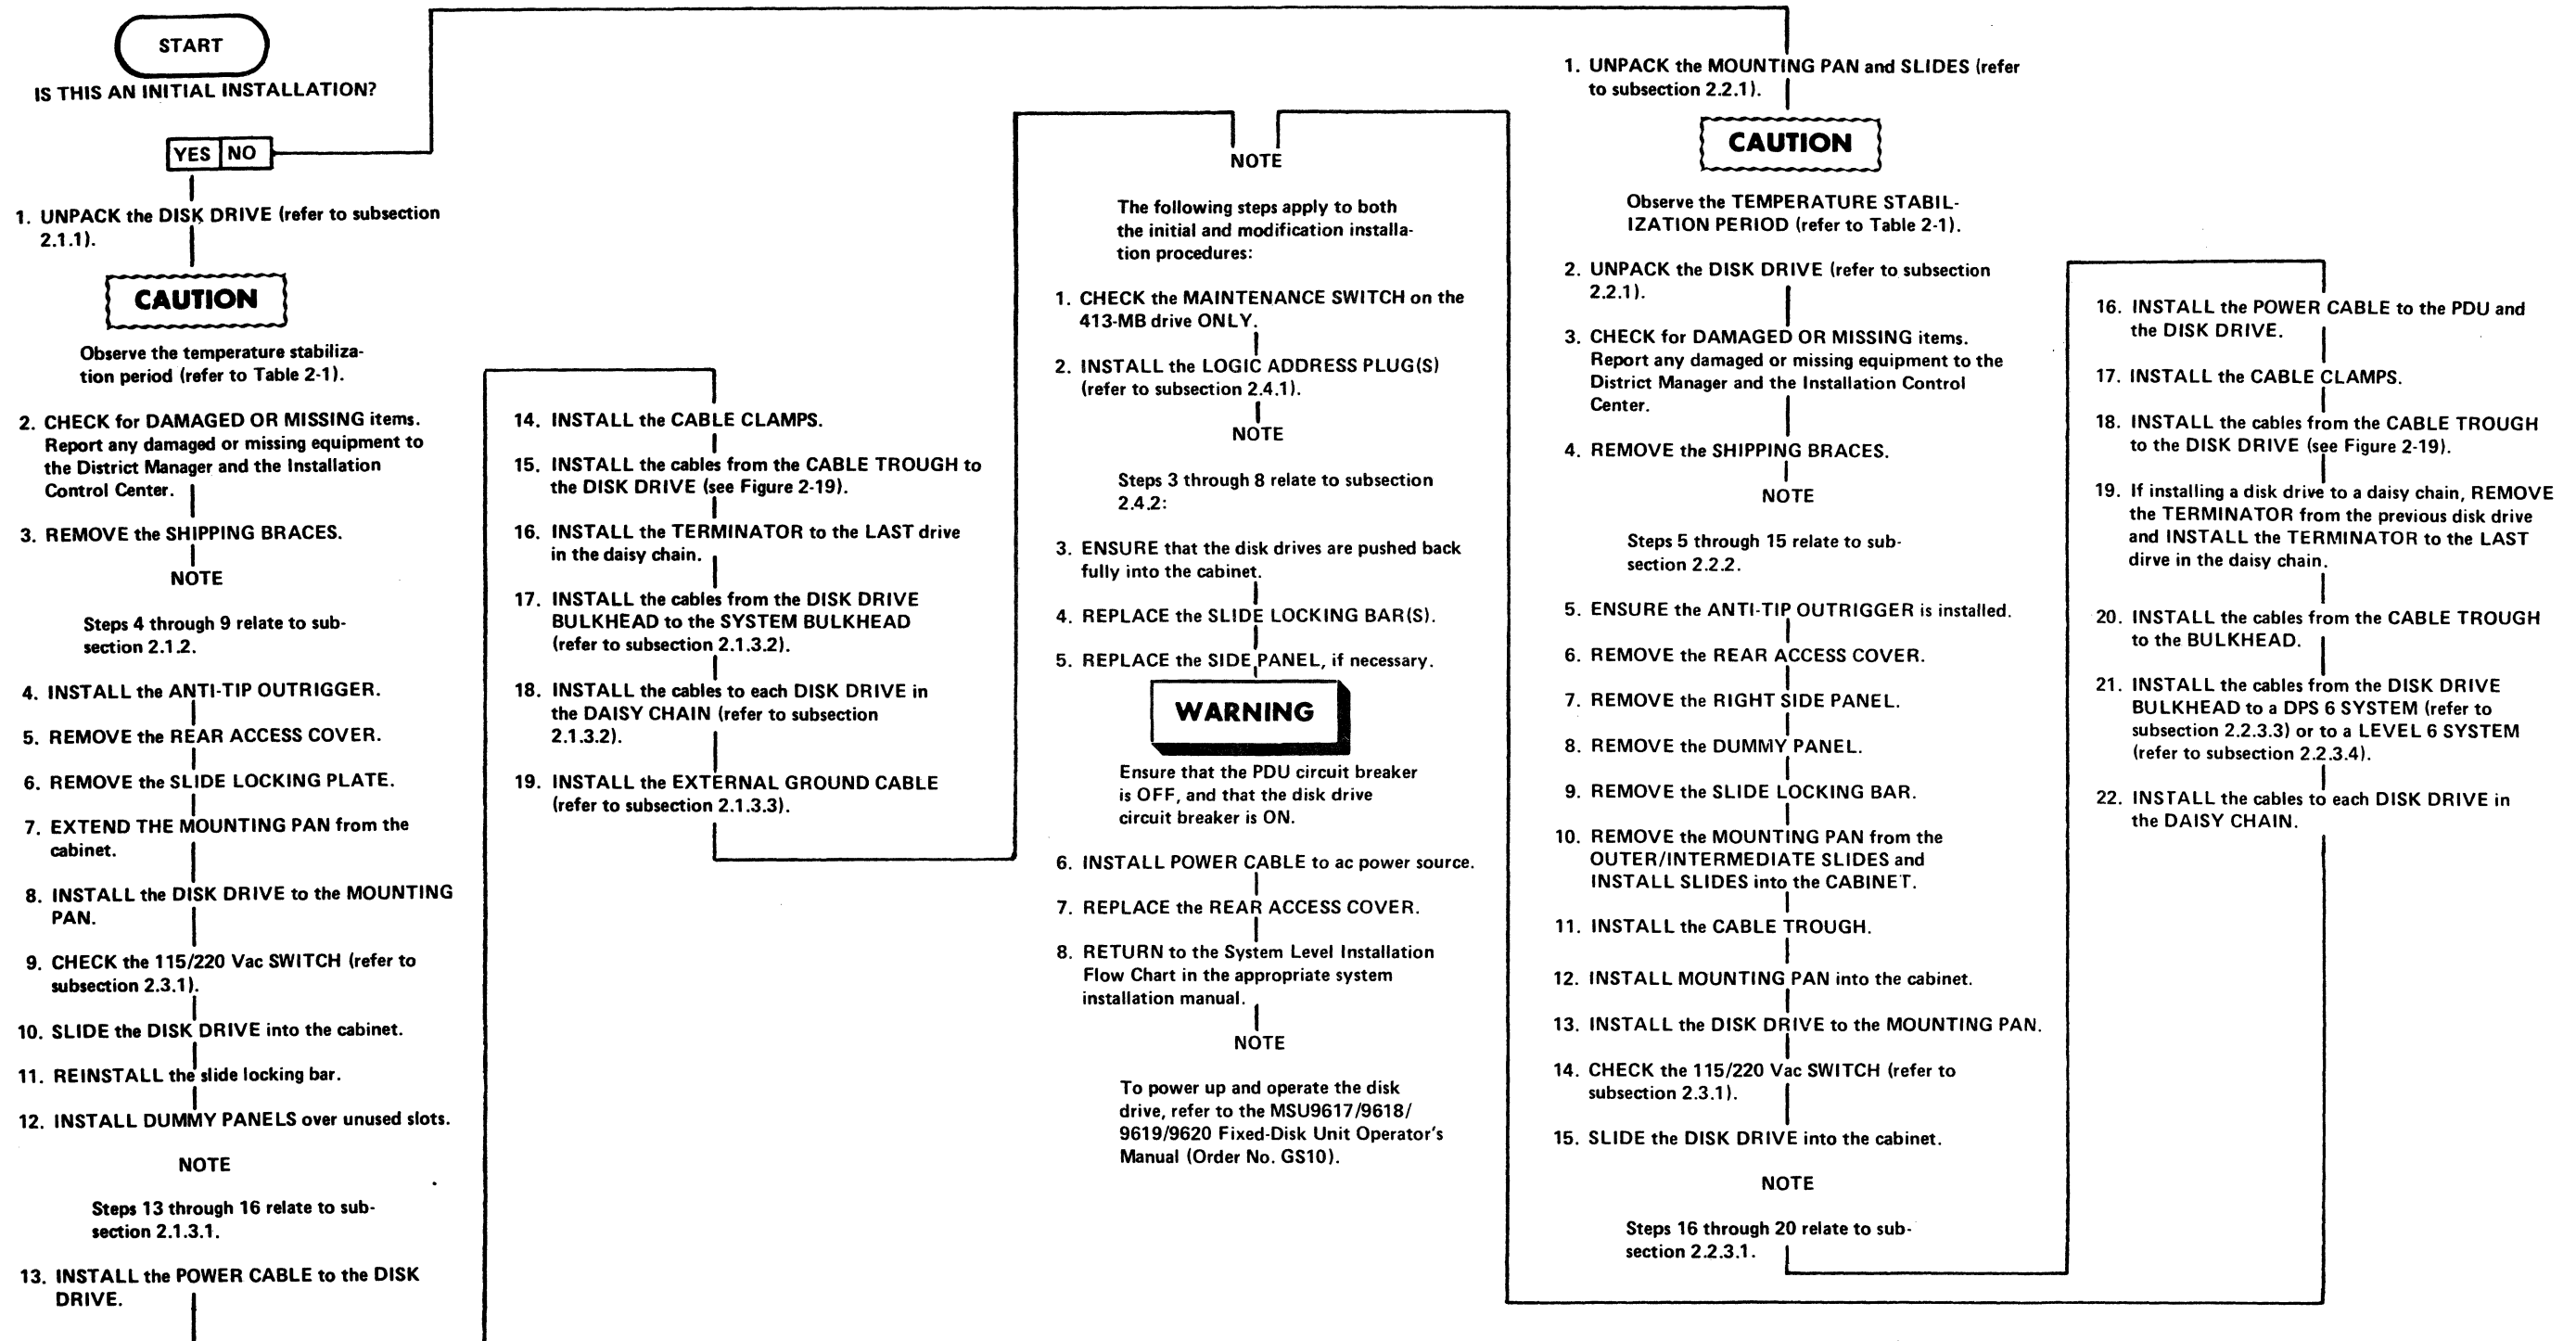 START
IS THIS AN INITIAL INSTALLATION?
YES NO
1. UNPACK the DISK DRIVE (refer to subsection
2.1.1).
CAUTION
Observe the temperature stabiliza-
tion period (refer to Table 2-1).
2. CHECK for DAMAGED OR MISSING items.
Report any damaged or missing equipment to
the District Manager and the Installation
Control Center.
3. REMOVE the SHIPPING BRACES.
NOTE
Steps 4 through 9 relate to sub-
section 2.1.2.
4. INSTALL the ANTI-TIP OUTRIGGER.
5. REMOVE the REAR ACCESS COVER.
6. REMOVE the SLIDE LOCKING PLATE.
7. EXTEND THE MOUNTING PAN from the
cabinet.
8. INSTALL the DISK DRIVE to the MOUNTING
PAN.
9. CHECK the 115/220 Vac SWITCH (refer to
subsection 2.3.1).
10. SLIDE the DISK DRIVE into the cabinet.
11. REINSTALL the slide locking bar.
12. INSTALL DUMMY PANELS over unused slots.
NOTE
Steps 13 through 16 relate to sub-
section 2.1.3.1.
13. INSTALL the POWER CABLE to the DISK
DRIVE.
14. INSTALL the CABLE CLAMPS.
15. INSTALL the cables from the CABLE TROUGH to
the DISK DRIVE (see Figure 2-19).
16. INSTALL the TERMINATOR to the LAST drive
in the daisy chain.
17. INSTALL the cables from the DISK DRIVE
BULKHEAD to the SYSTEM BULKHEAD
(refer to subsection 2.1.3.2).
18. INSTALL the cables to each DISK DRIVE in
the DAISY CHAIN (refer to subsection
2.1.3.2).
19. INSTALL the EXTERNAL GROUND CABLE
(refer to subsection 2.1.3.3).
NOTE
The following steps apply to both
the initial and modification installa-
tion procedures:
1. CHECK the MAINTENANCE SWITCH on the
413-MB drive ONLY.
2. INSTALL the LOGIC ADDRESS PLUG(S)
(refer to subsection 2.4.1).
NOTE
Steps 3 through 8 relate to subsection
2.4.2:
3. ENSURE that the disk drives are pushed back
fully into the cabinet.
4. REPLACE the SLIDE LOCKING BAR(S).
5. REPLACE the SIDE PANEL, if necessary.
WARNING
Ensure that the PDU circuit breaker
is OFF, and that the disk drive
circuit breaker is ON.
6. INSTALL POWER CABLE to ac power source.
7. REPLACE the REAR ACCESS COVER.
8. RETURN to the System Level Installation
Flow Chart in the appropriate system
installation manual.
NOTE
To power up and operate the disk
drive, refer to the MSU9617/9618/
9619/9620 Fixed-Disk Unit Operator's
Manual (Order No. GS10).
1. UNPACK the MOUNTING PAN and SLIDES (refer
to subsection 2.2.1).
CAUTION
Observe the TEMPERATURE STABIL-
IZATION PERIOD (refer to Table 2-1).
2. UNPACK the DISK DRIVE (refer to subsection
2.2.1).
3. CHECK for DAMAGED OR MISSING items.
Report any damaged or missing equipment to the
District Manager and the Installation Control
Center.
4. REMOVE the SHIPPING BRACES.
NOTE
Steps 5 through 15 relate to sub-
section 2.2.2.
5. ENSURE the ANTI-TIP OUTRIGGER is installed.
6. REMOVE the REAR ACCESS COVER.
7. REMOVE the RIGHT SIDE PANEL.
8. REMOVE the DUMMY PANEL.
9. REMOVE the SLIDE LOCKING BAR.
10. REMOVE the MOUNTING PAN from the
OUTER/INTERMEDIATE SLIDES and
INSTALL SLIDES into the CABINET.
11. INSTALL the CABLE TROUGH.
12. INSTALL MOUNTING PAN into the cabinet.
13. INSTALL the DISK DRIVE to the MOUNTING PAN.
14. CHECK the 115/220 Vac SWITCH (refer to
subsection 2.3.1).
15. SLIDE the DISK DRIVE into the cabinet.
NOTE
Steps 16 through 20 relate to sub-
section 2.2.3.1.
16. INSTALL the POWER CABLE to the PDU and
the DISK DRIVE.
17. INSTALL the CABLE CLAMPS.
18. INSTALL the cables from the CABLE TROUGH
to the DISK DRIVE (see Figure 2-19).
19. If installing a disk drive to a daisy chain, REMOVE
the TERMINATOR from the previous disk drive
and INSTALL the TERMINATOR to the LAST
dirve in the daisy chain.
20. INSTALL the cables from the CABLE TROUGH
to the BULKHEAD.
21. INSTALL the cables from the DISK DRIVE
BULKHEAD to a DPS 6 SYSTEM (refer to
subsection 2.2.3.3) or to a LEVEL 6 SYSTEM
(refer to subsection 2.2.3.4).
22. INSTALL the cables to each DISK DRIVE in
the DAISY CHAIN.